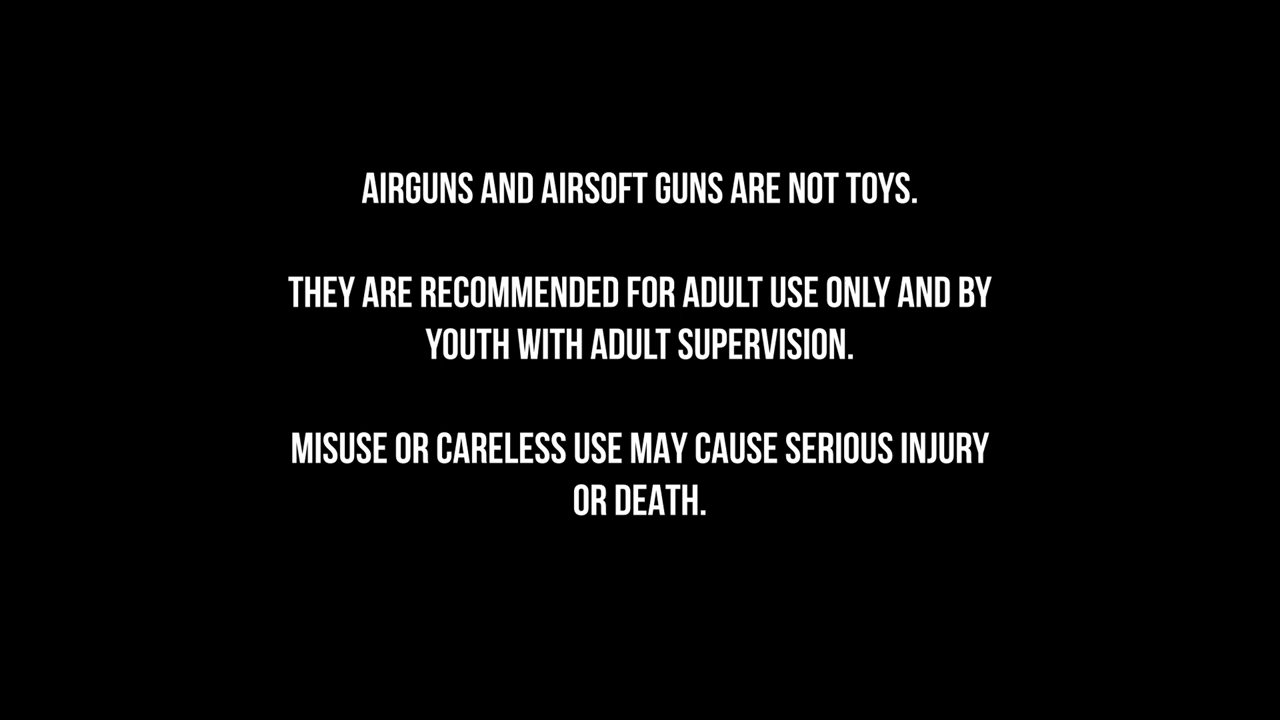 AIRGUNS AND AIRSOFT GUNS ARE NOT TOYS.
THEY ARE RECOMMENDED FOR ADULT USE ONLY AND BY
YOUTH WITH ADULT SUPERVISION.
MISUSE OR CARELESS USE MAY CAUSE SERIOUS INJURY
OR DEATH.